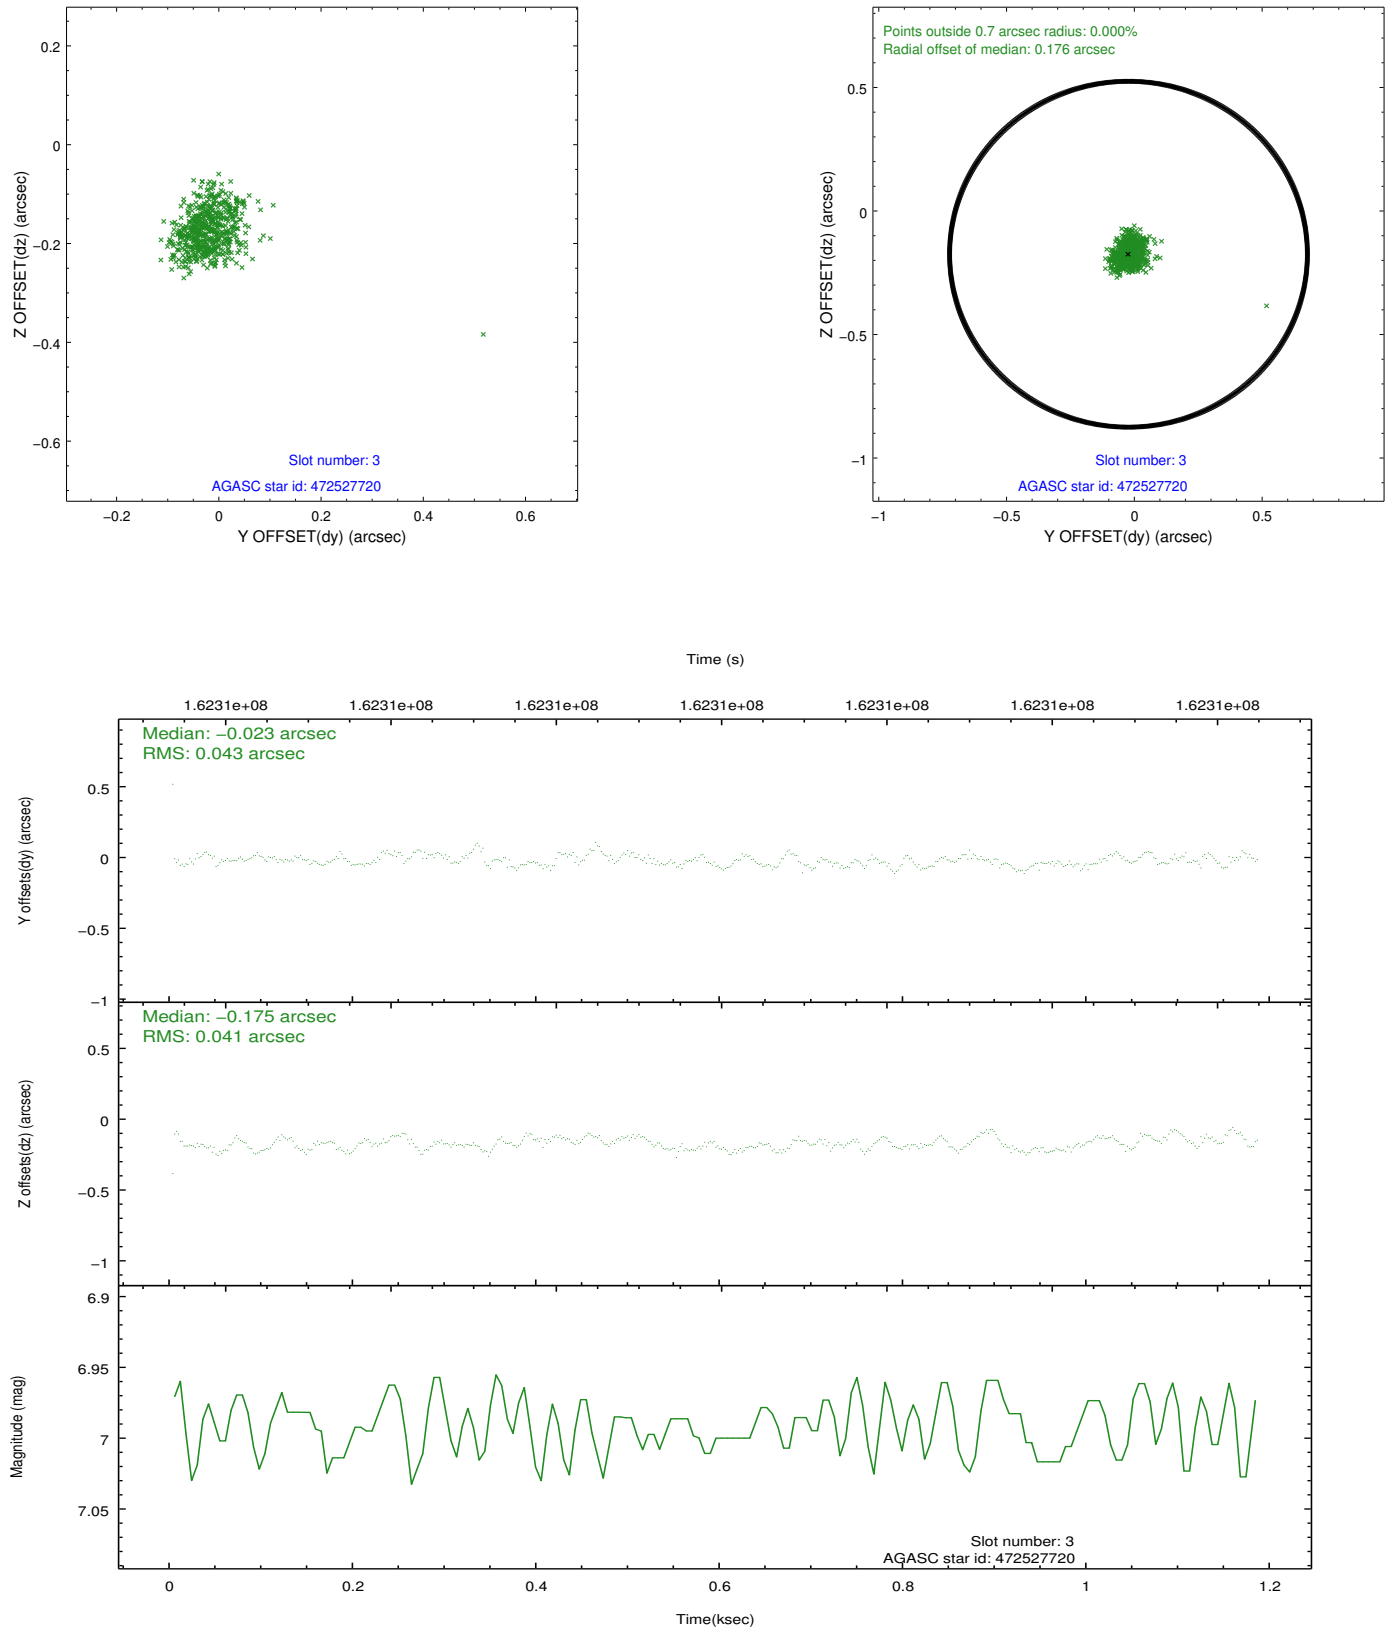 0.2
0
−0.2
−0.4
−0.6
Z OFFSET(dz) (arcsec)
Slot number: 3
AGASC star id: 472527720
−0.2 0 0.2 0.4 0.6
Y OFFSET(dy) (arcsec)
Points outside 0.7 arcsec radius: 0.000%
Radial offset of median: 0.176 arcsec
0.5
0
−0.5
−1
Z OFFSET(dz) (arcsec)
Slot number: 3
AGASC star id: 472527720
−1 −0.5 0 0.5
Y OFFSET(dy) (arcsec)
Time (s)
1.6231e+08 1.6231e+08 1.6231e+08 1.6231e+08 1.6231e+08 1.6231e+08 1.6231e+08
Median: −0.023 arcsec
RMS: 0.043 arcsec
0.5
0
−0.5
−1
Y offsets(dy) (arcsec)
Median: −0.175 arcsec
RMS: 0.041 arcsec
0.5
0
−0.5
−1
Z offsets(dz) (arcsec)
6.9
6.95
7
7.05
Magnitude (mag)
Slot number: 3
AGASC star id: 472527720
0 0.2 0.4 0.6 0.8 1 1.2
Time(ksec)